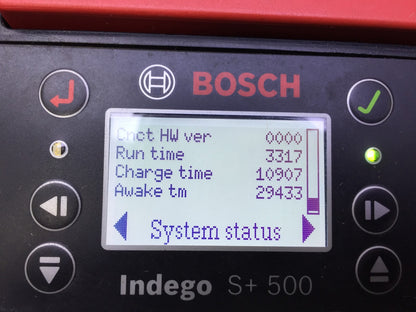 BOSCH
Cnct HW ver 0000
Run time 3317
Charge time 10907
Awake tm 29433
System status
Indego S+ 500